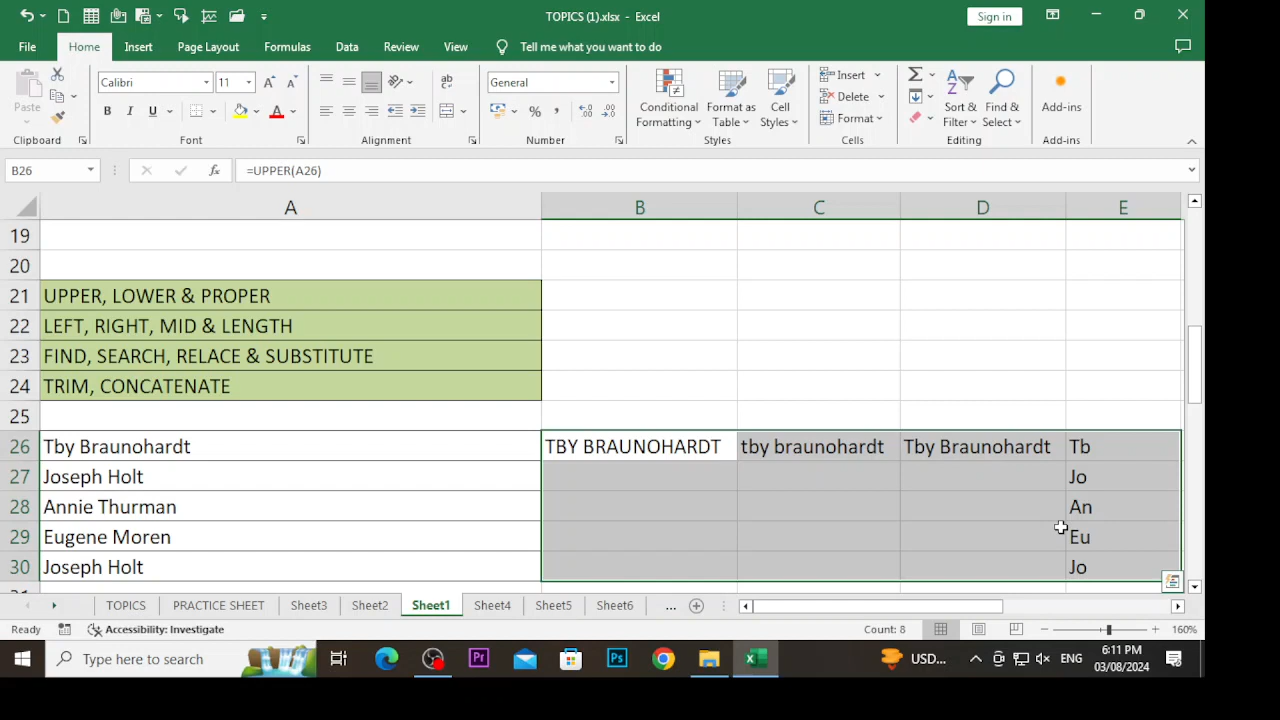 TOPICS (1).xlsx - Excel
Sign in
File Home Insert Page Layout Formulas Data Review View Tell me what you want to do
Paste
Calibri 11
B I U A
ab
General
% ,
Conditional Formatting
Format as Table
Cell Styles
Insert
Delete
Format
Sort & Filter
Find & Select
Add-ins
Clipboard Font Alignment Number Styles Cells Editing Add-ins
B26 fx =UPPER(A26)
A B C D E
19
20
21 UPPER, LOWER & PROPER
22 LEFT, RIGHT, MID & LENGTH
23 FIND, SEARCH, RELACE & SUBSTITUTE
24 TRIM, CONCATENATE
25
26 Tby Braunohardt TBY BRAUNOHARDT tby braunohardt Tby Braunohardt Tb
27 Joseph Holt Jo
28 Annie Thurman An
29 Eugene Moren Eu
30 Joseph Holt Jo
TOPICS PRACTICE SHEET Sheet3 Sheet2 Sheet1 Sheet4 Sheet5 Sheet6 ...
Ready Accessibility: Investigate Count: 8 160%
Type here to search Pr Ps USD... ENG 6:11 PM
03/08/2024